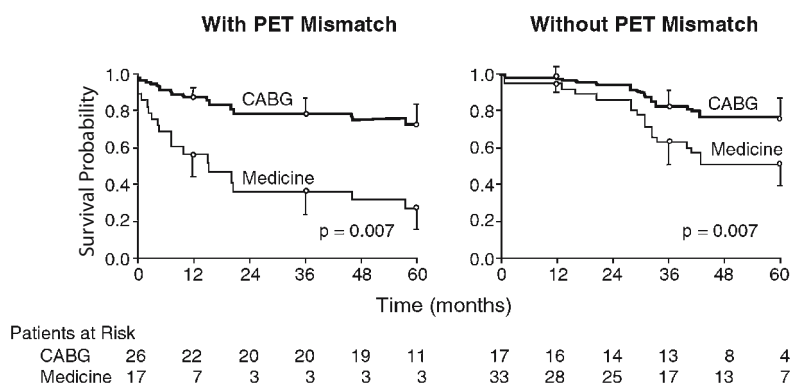 With PET Mismatch Without PET Mismatch
Survival Probability
1.0 1.0
CABG CABG
0.8 0.8
0.6 0.6
Medicine Medicine
0.4 0.4
0.2 p = 0.007 0.2 p = 0.007
0.0 0.0
0 12 24 36 48 60 0 12 24 36 48 60
Time (months)
Patients at Risk
CABG 26 22 20 20 19 11 17 16 14 13 8 4
Medicine 17 7 3 3 3 3 33 28 25 17 13 7